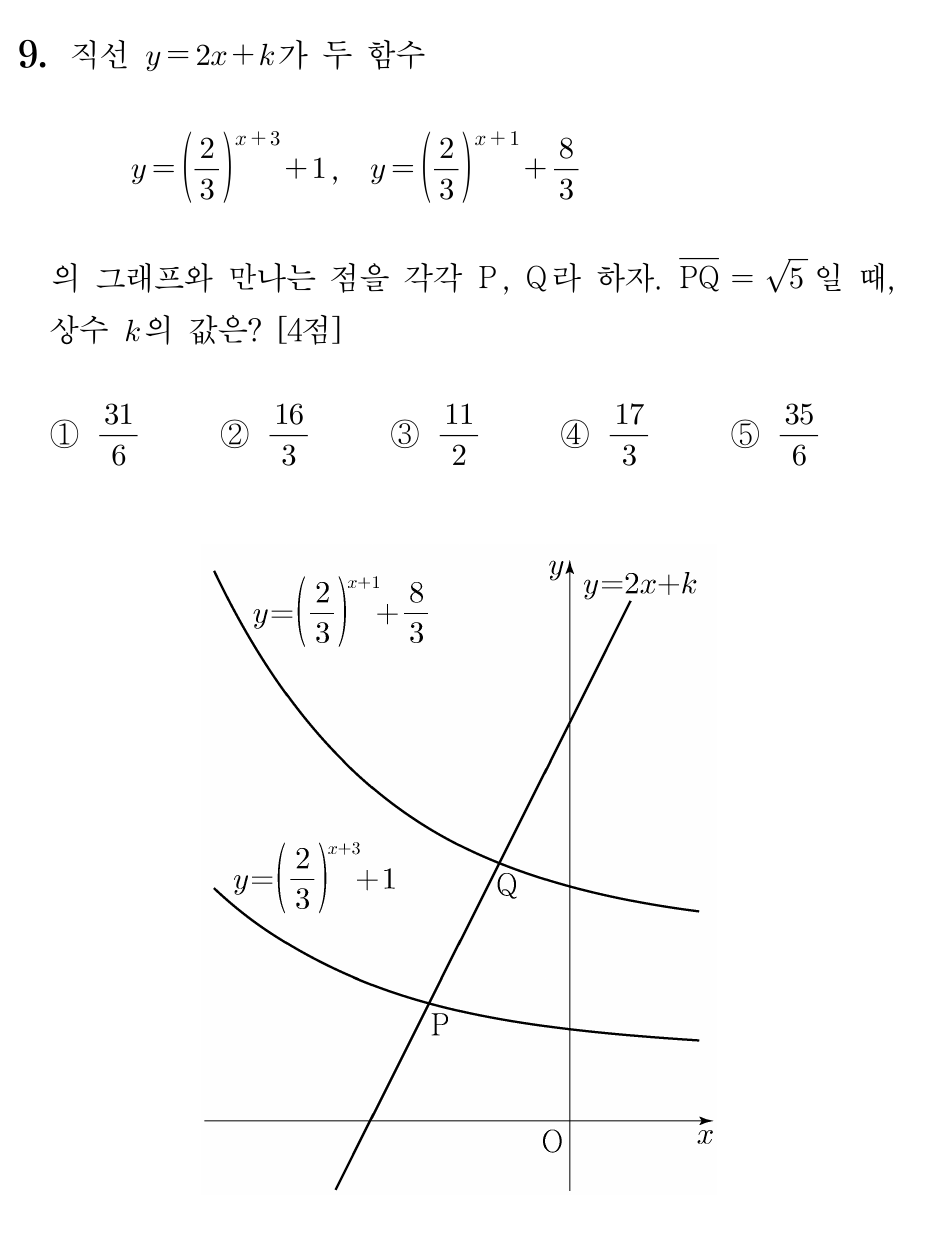 9. 직선 y=2x+k가 두 함수
y=(2/3)^{x+3}+1, y=(2/3)^{x+1}+8/3
의 그래프와 만나는 점을 각각 P, Q라 하자. \overline{PQ}=√5일 때,
상수 k의 값은? [4점]
① 31/6 ② 16/3 ③ 11/2 ④ 17/3 ⑤ 35/6
y
y=2x+k
y=(2/3)^{x+1}+8/3
y=(2/3)^{x+3}+1
Q
P
O
x